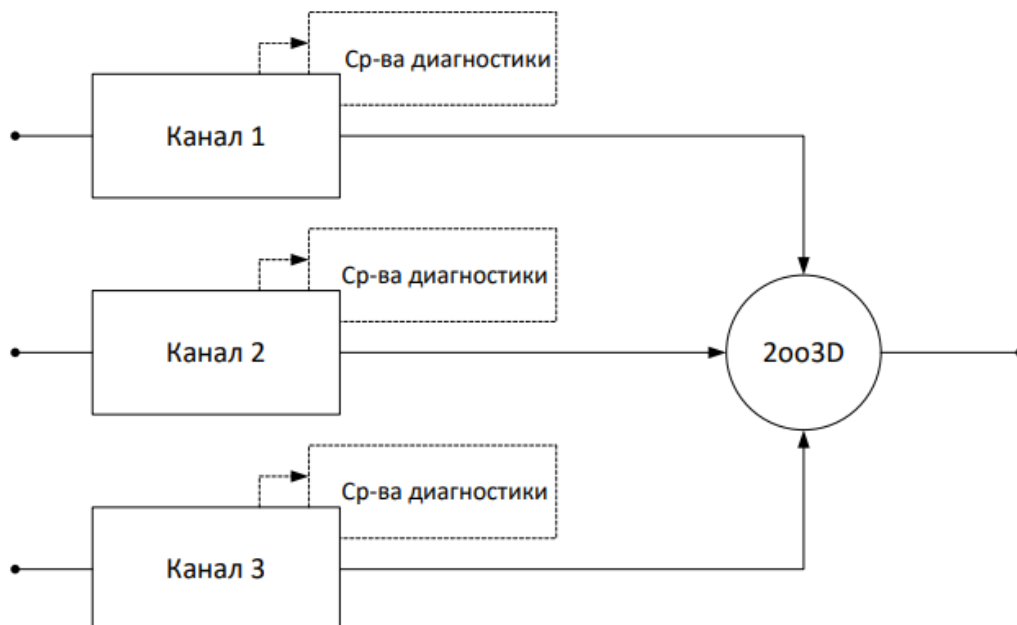 Ср-ва диагностики
Канал 1
Ср-ва диагностики
Канал 2
2oo3D
Ср-ва диагностики
Канал 3